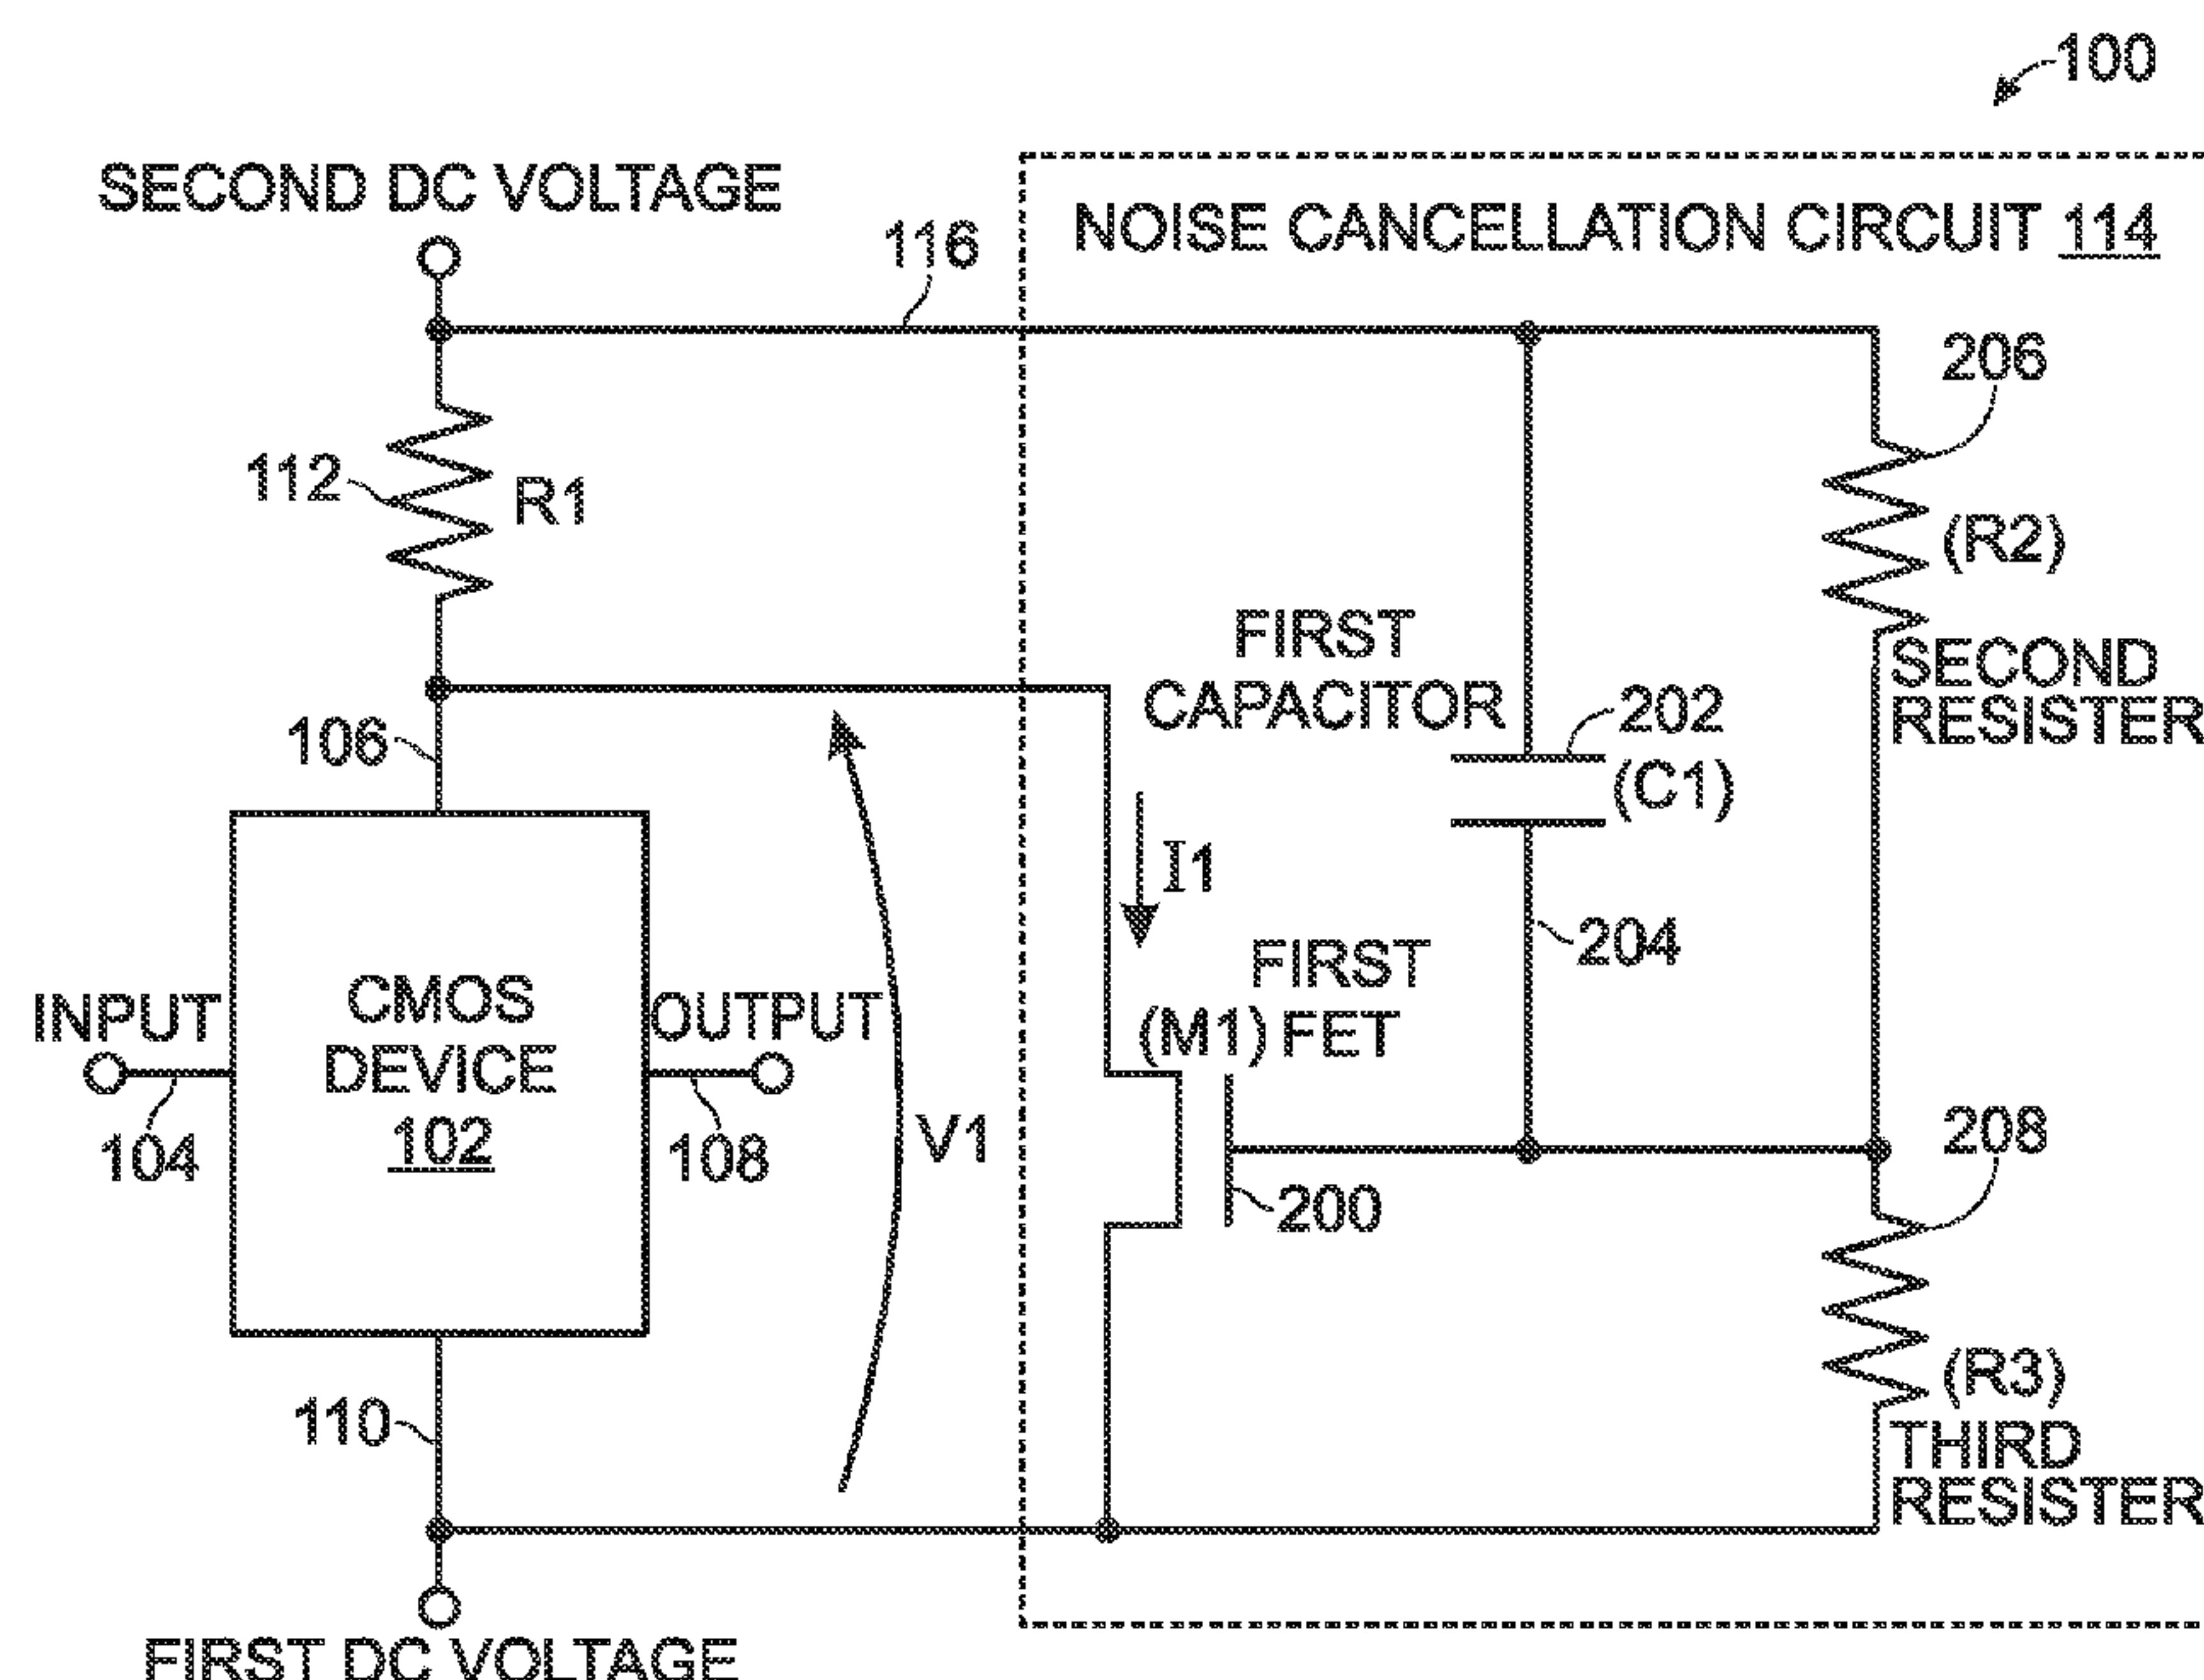 100
SECOND DC VOLTAGE
NOISE CANCELLATION CIRCUIT 114
116
206
112
R1
(R2)
FIRST
CAPACITOR
SECOND
RESISTER
202
(C1)
106
I1
204
FIRST
(M1) FET
INPUT
CMOS
DEVICE
102
OUTPUT
104
108
V1
200
208
(R3)
THIRD
RESISTER
110
FIRST DC VOLTAGE